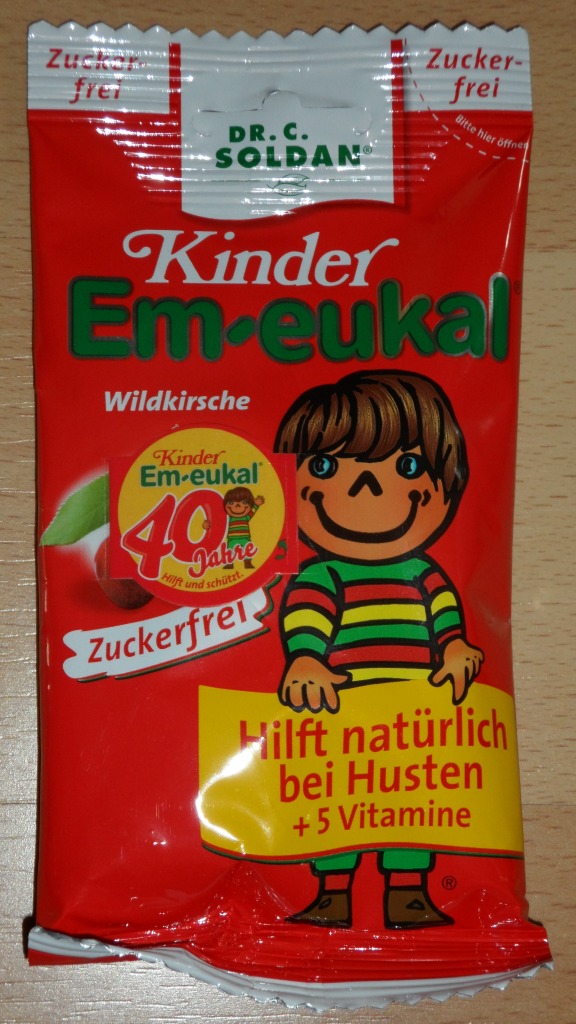 Zucker-
frei
Zucker-
frei
Bitte hier öffnen
DR. C.
SOLDAN®
Kinder
Em-eukal®
Wildkirsche
Kinder
Em-eukal®
40
Jahre
Hilft und schützt.
Zuckerfrei
Hilft natürlich
bei Husten
+ 5 Vitamine
®